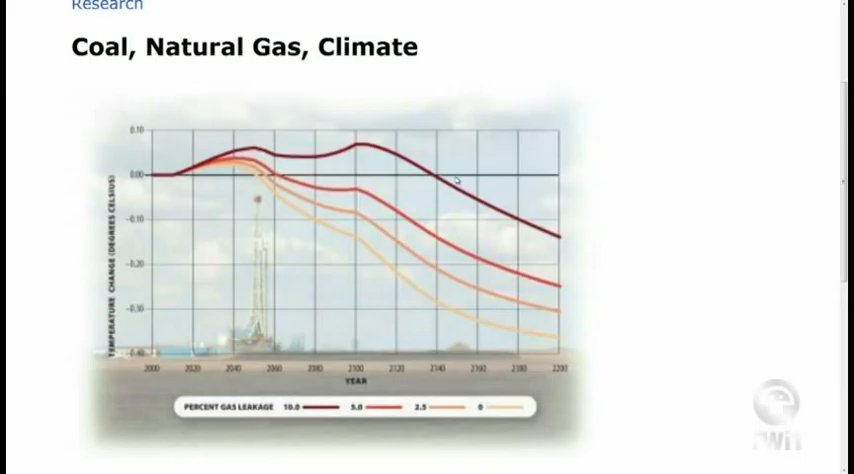 Research
Coal, Natural Gas, Climate
0.10
0.00
-0.10
-0.20
-0.30
TEMPERATURE CHANGE (DEGREES CELSIUS)
2000 2020 2040 2060 2080 2100 2120 2140 2160 2180 2200
YEAR
PERCENT GAS LEAKAGE 10.0 5.0 2.5 0
TWiT